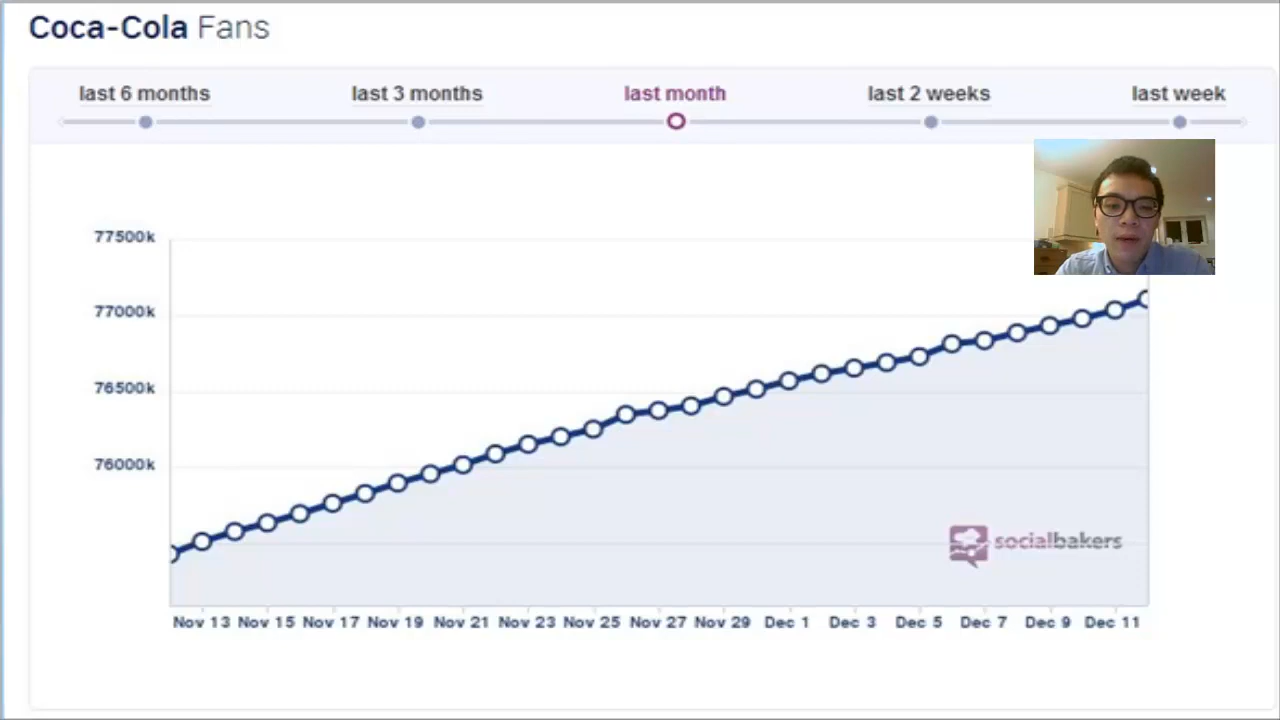 Coca-Cola Fans
last 6 months last 3 months last month last 2 weeks last week
77500k
77000k
76500k
76000k
socialbakers
Nov 13 Nov 15 Nov 17 Nov 19 Nov 21 Nov 23 Nov 25 Nov 27 Nov 29 Dec 1 Dec 3 Dec 5 Dec 7 Dec 9 Dec 11